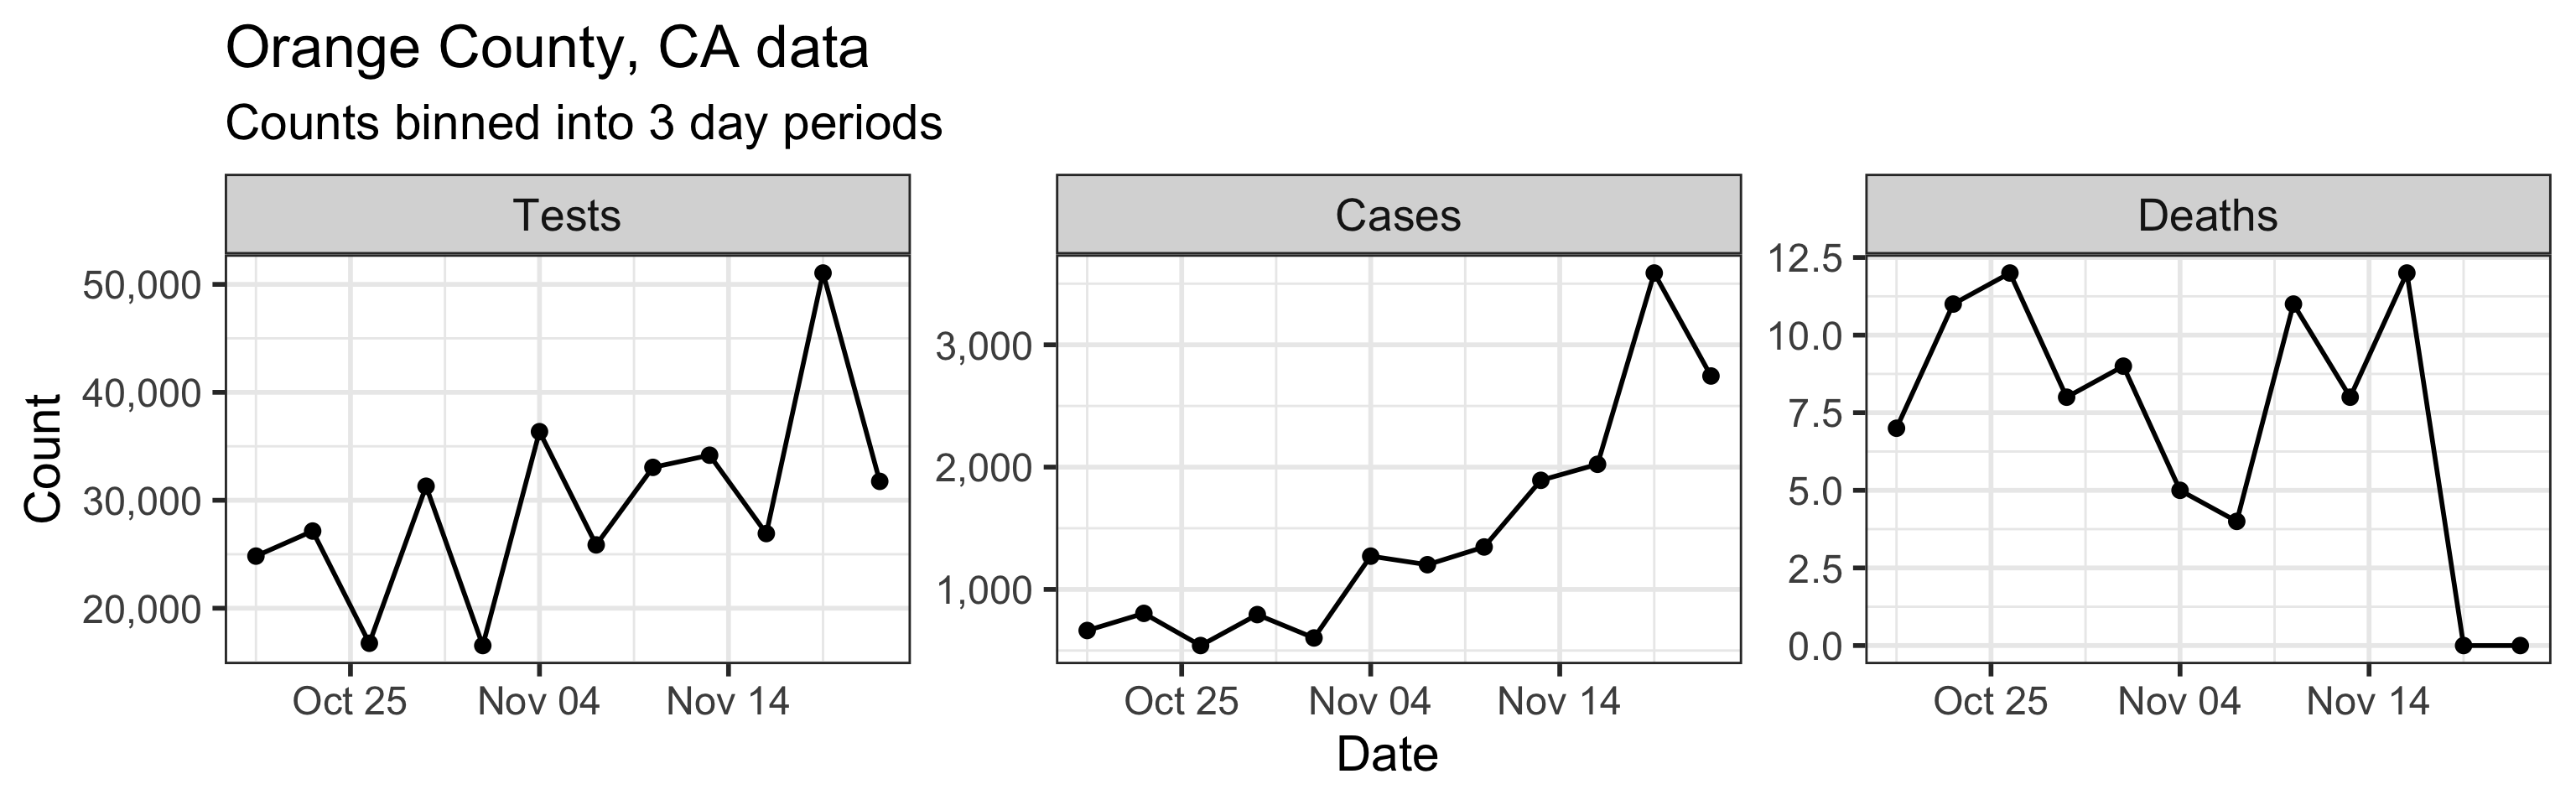 Orange County, CA data
Counts binned into 3 day periods
Tests
Cases
Deaths
Count
50,000
40,000
30,000
20,000
3,000
2,000
1,000
12.5
10.0
7.5
5.0
2.5
0.0
Oct 25 Nov 04 Nov 14
Oct 25 Nov 04 Nov 14
Oct 25 Nov 04 Nov 14
Date